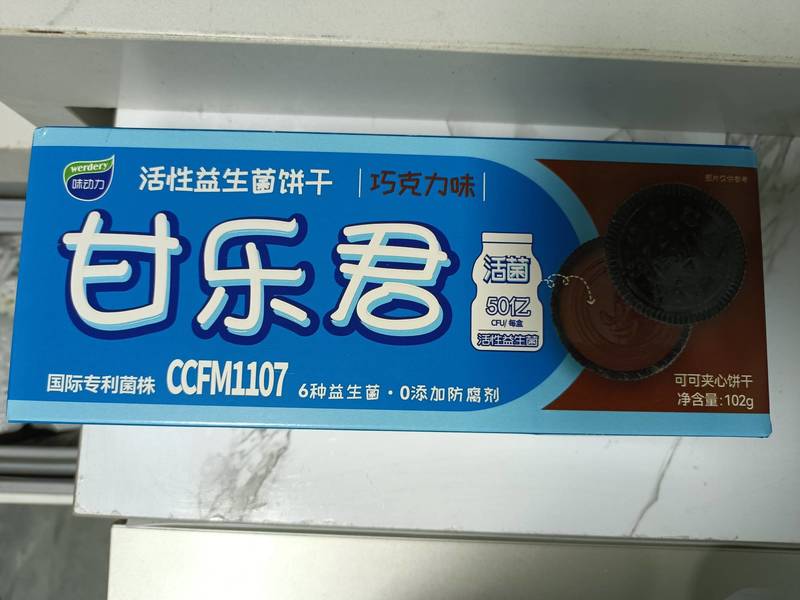 werdery
味动力
活性益生菌饼干
巧克力味
图片仅供参考
甘乐君
活菌
50亿
CFU/每盒
活性益生菌
国际专利菌株 CCFM1107
6种益生菌·0添加防腐剂
可可夹心饼干
净含量:102g